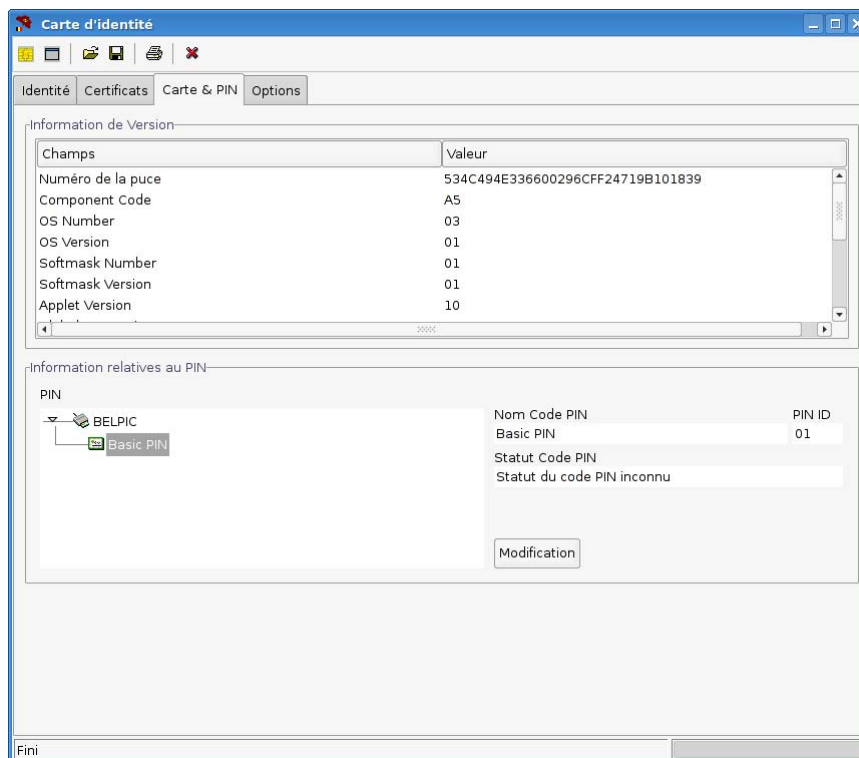 Carte d'identité
Identité Certificats Carte & PIN Options
Information de Version
Champs Valeur
Numéro de la puce 534C494E336600296CFF24719B101839
Component Code A5
OS Number 03
OS Version 01
Softmask Number 01
Softmask Version 01
Applet Version 10
Information relatives au PIN
PIN
BELPIC
Basic PIN
Nom Code PIN PIN ID
Basic PIN 01
Statut Code PIN
Statut du code PIN inconnu
Modification
Fini